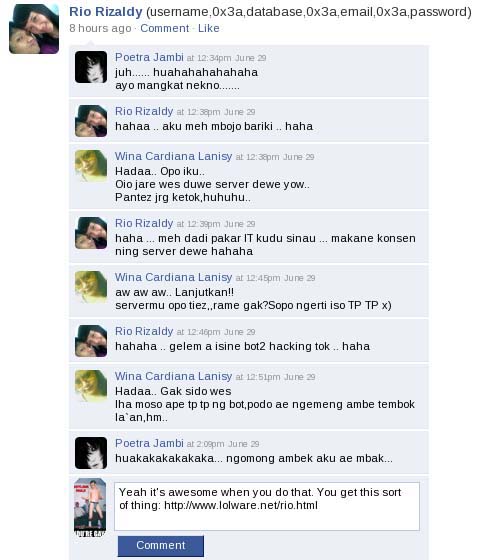 Rio Rizaldy (username,0x3a,database,0x3a,email,0x3a,password)
8 hours ago · Comment · Like
Poetra Jambi at 12:34pm June 29
juh...... huahahahahahaha
ayo mangkat nekno.......
Rio Rizaldy at 12:38pm June 29
hahaa .. aku meh mbojo bariki .. haha
Wina Cardiana Lanisy at 12:38pm June 29
Hadaa.. Opo iku..
Oio jare wes duwe server dewe yow..
Pantez jrg ketok,huhuhu..
Rio Rizaldy at 12:39pm June 29
haha ... meh dadi pakar IT kudu sinau ... makane konsen
ning server dewe hahaha
Wina Cardiana Lanisy at 12:45pm June 29
aw aw aw.. Lanjutkan!!
servermu opo tiez,,rame gak?Sopo ngerti iso TP TP x)
Rio Rizaldy at 12:46pm June 29
hahaha .. gelem a isine bot2 hacking tok .. haha
Wina Cardiana Lanisy at 12:51pm June 29
Hadaa.. Gak sido wes
lha moso ape tp tp ng bot,podo ae ngemeng ambe tembok
la`an,hm..
Poetra Jambi at 2:09pm June 29
huakakakakakaka... ngomong ambek aku ae mbak...
Yeah it's awesome when you do that. You get this sort
of thing: http://www.lolware.net/rio.html
Comment